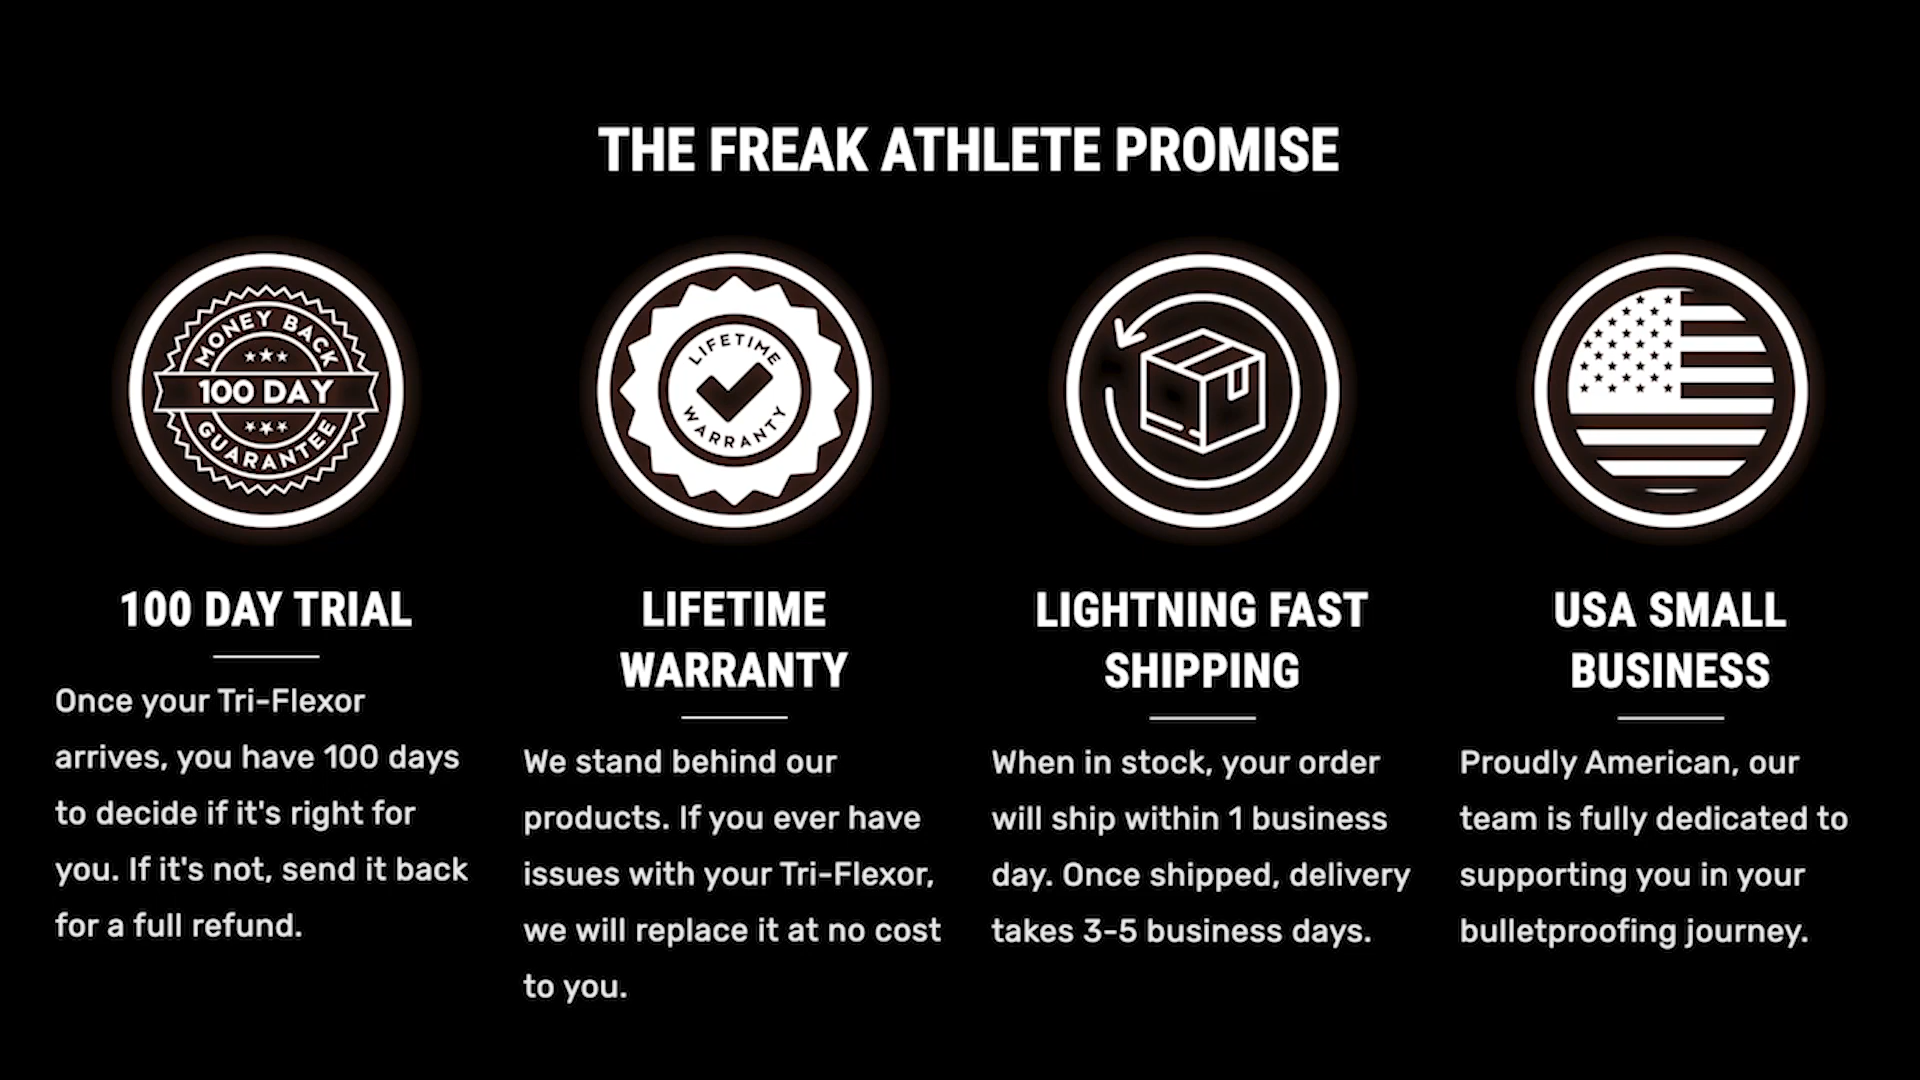 THE FREAK ATHLETE PROMISE
MONEY BACK
100 DAY
GUARANTEE
100 DAY TRIAL
Once your Tri-Flexor
arrives, you have 100 days
to decide if it's right for
you. If it's not, send it back
for a full refund.
LIFETIME
WARRANTY
LIFETIME
WARRANTY
We stand behind our
products. If you ever have
issues with your Tri-Flexor,
we will replace it at no cost
to you.
LIGHTNING FAST
SHIPPING
When in stock, your order
will ship within 1 business
day. Once shipped, delivery
takes 3-5 business days.
USA SMALL
BUSINESS
Proudly American, our
team is fully dedicated to
supporting you in your
bulletproofing journey.